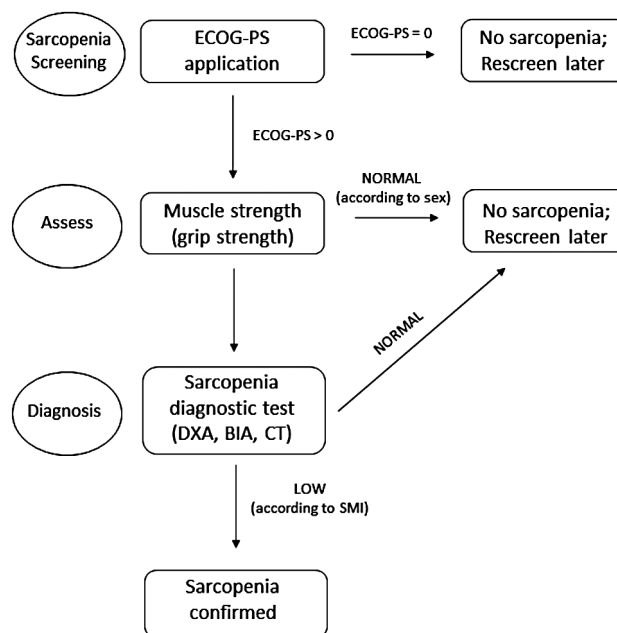 Sarcopenia
Screening
ECOG-PS
application
ECOG-PS = 0
No sarcopenia;
Rescreen later
ECOG-PS > 0
Assess
Muscle strength
(grip strength)
NORMAL
(according to sex)
No sarcopenia;
Rescreen later
NORMAL
Diagnosis
Sarcopenia
diagnostic test
(DXA, BIA, CT)
LOW
(according to SMI)
Sarcopenia
confirmed